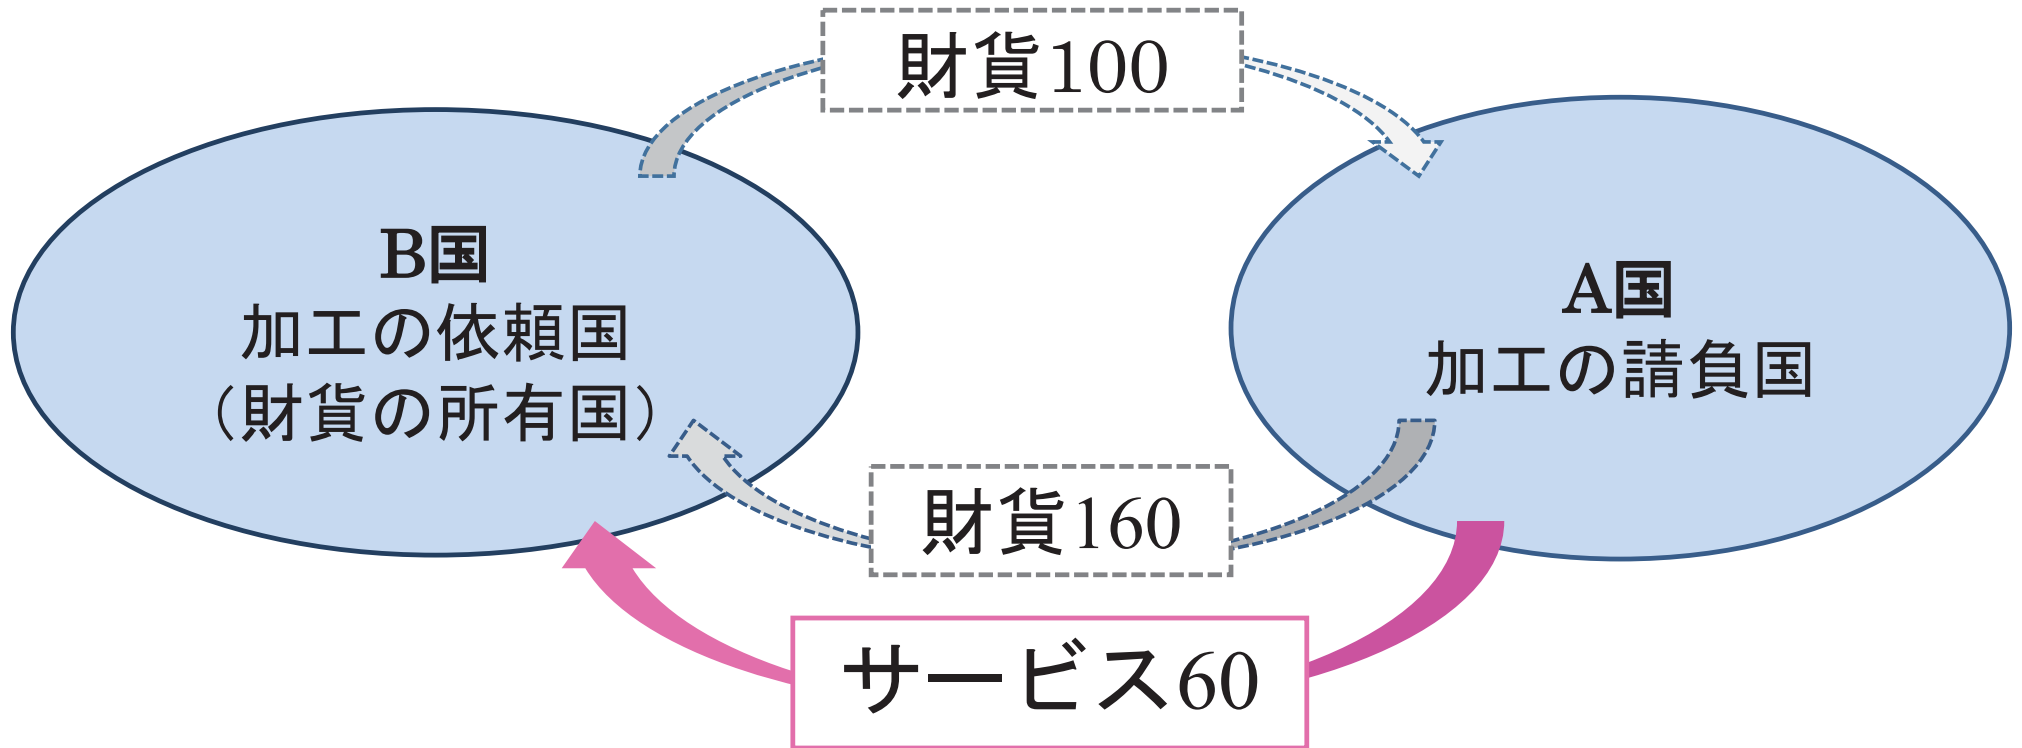 財貨100
B国
加工の依頼国
（財貨の所有国）
A国
加工の請負国
財貨160
サービス60